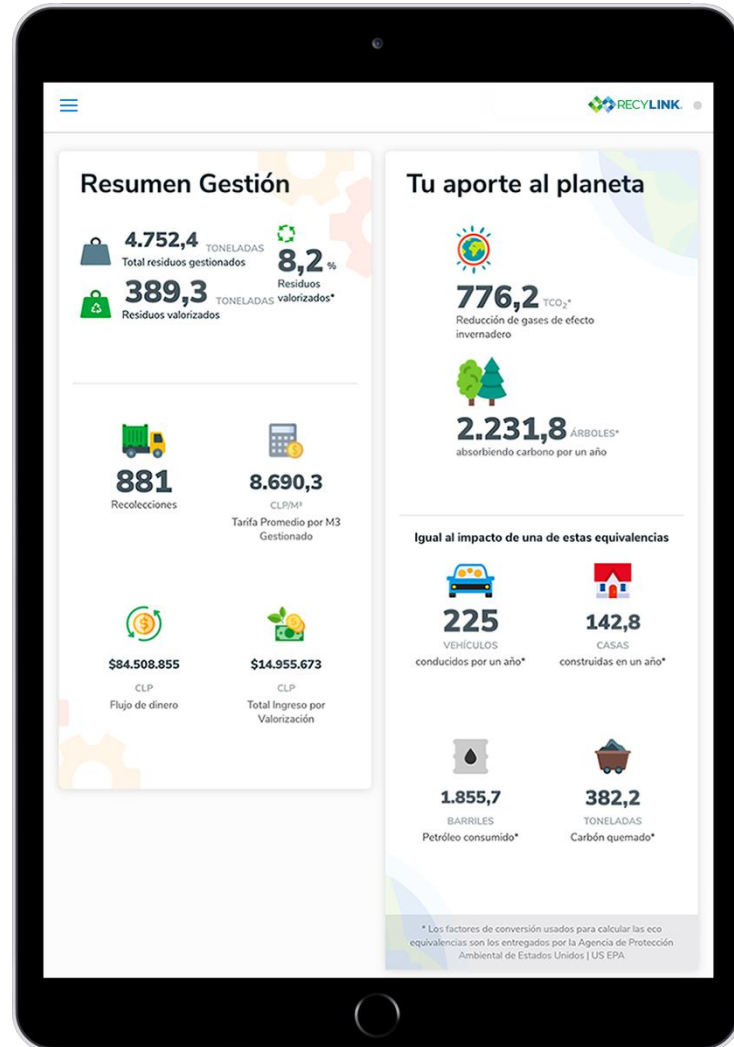 RECYLINK.
Resumen Gestión
4.752,4 TONELADAS
Total residuos gestionados
389,3 TONELADAS
Residuos valorizados
8,2 %
Residuos
valorizados*
881
Recolecciones
8.690,3
CLP/M³
Tarifa Promedio por M3
Gestionado
$84.508.855
CLP
Flujo de dinero
$14.955.673
CLP
Total Ingreso por
Valorización
Tu aporte al planeta
776,2 TCO₂*
Reducción de gases de efecto
invernadero
2.231,8 ÁRBOLES*
absorbiendo carbono por un año
Igual al impacto de una de estas equivalencias
225
VEHÍCULOS
conducidos por un año*
142,8
CASAS
construidas en un año*
1.855,7
BARRILES
Petróleo consumido*
382,2
TONELADAS
Carbón quemado*
* Los factores de conversión usados para calcular las eco
equivalencias son los entregados por la Agencia de Protección
Ambiental de Estados Unidos | US EPA